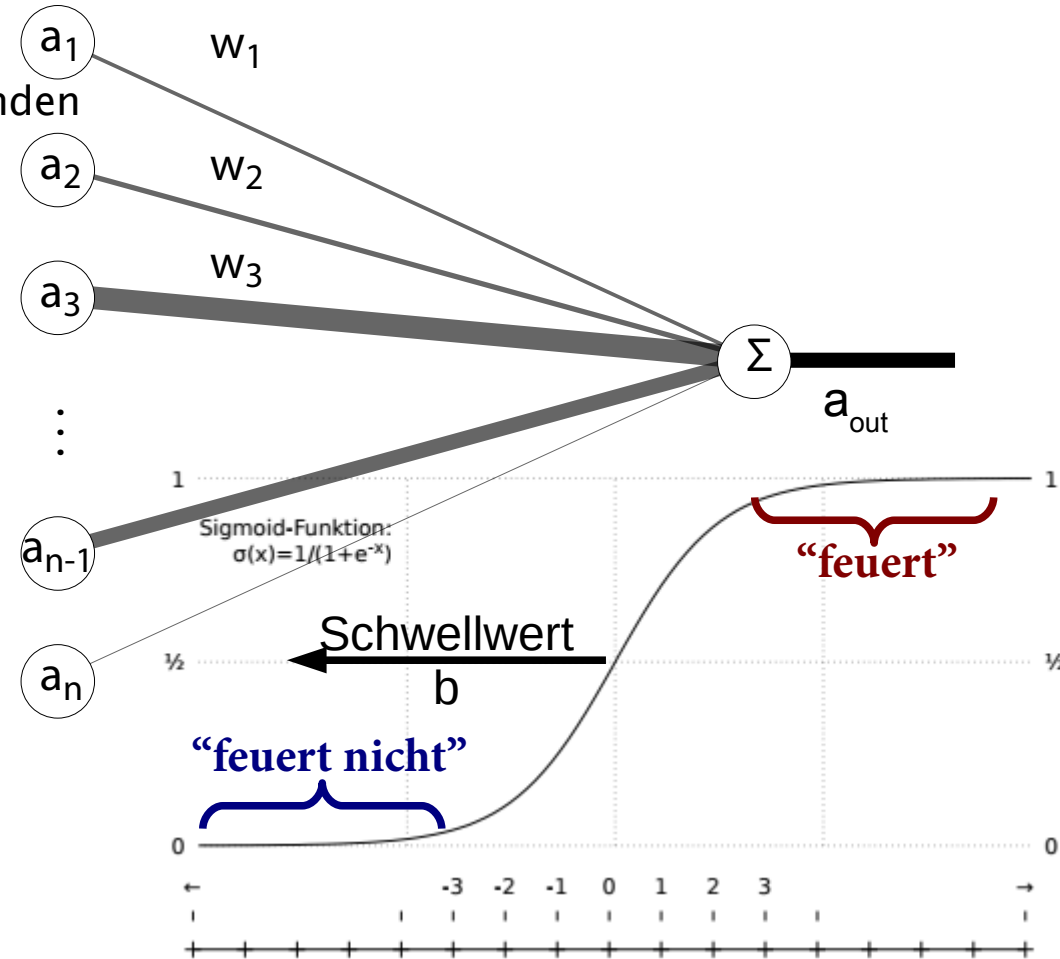 a1
w1
nden
a2
w2
a3
w3
Σ
aout
⋮
1
1
Sigmoid-Funktion:
σ(x)=1/(1+e-x)
an-1
“feuert”
Schwellwert
½
½
b
an
“feuert nicht”
0
0
← -3 -2 -1 0 1 2 3 →